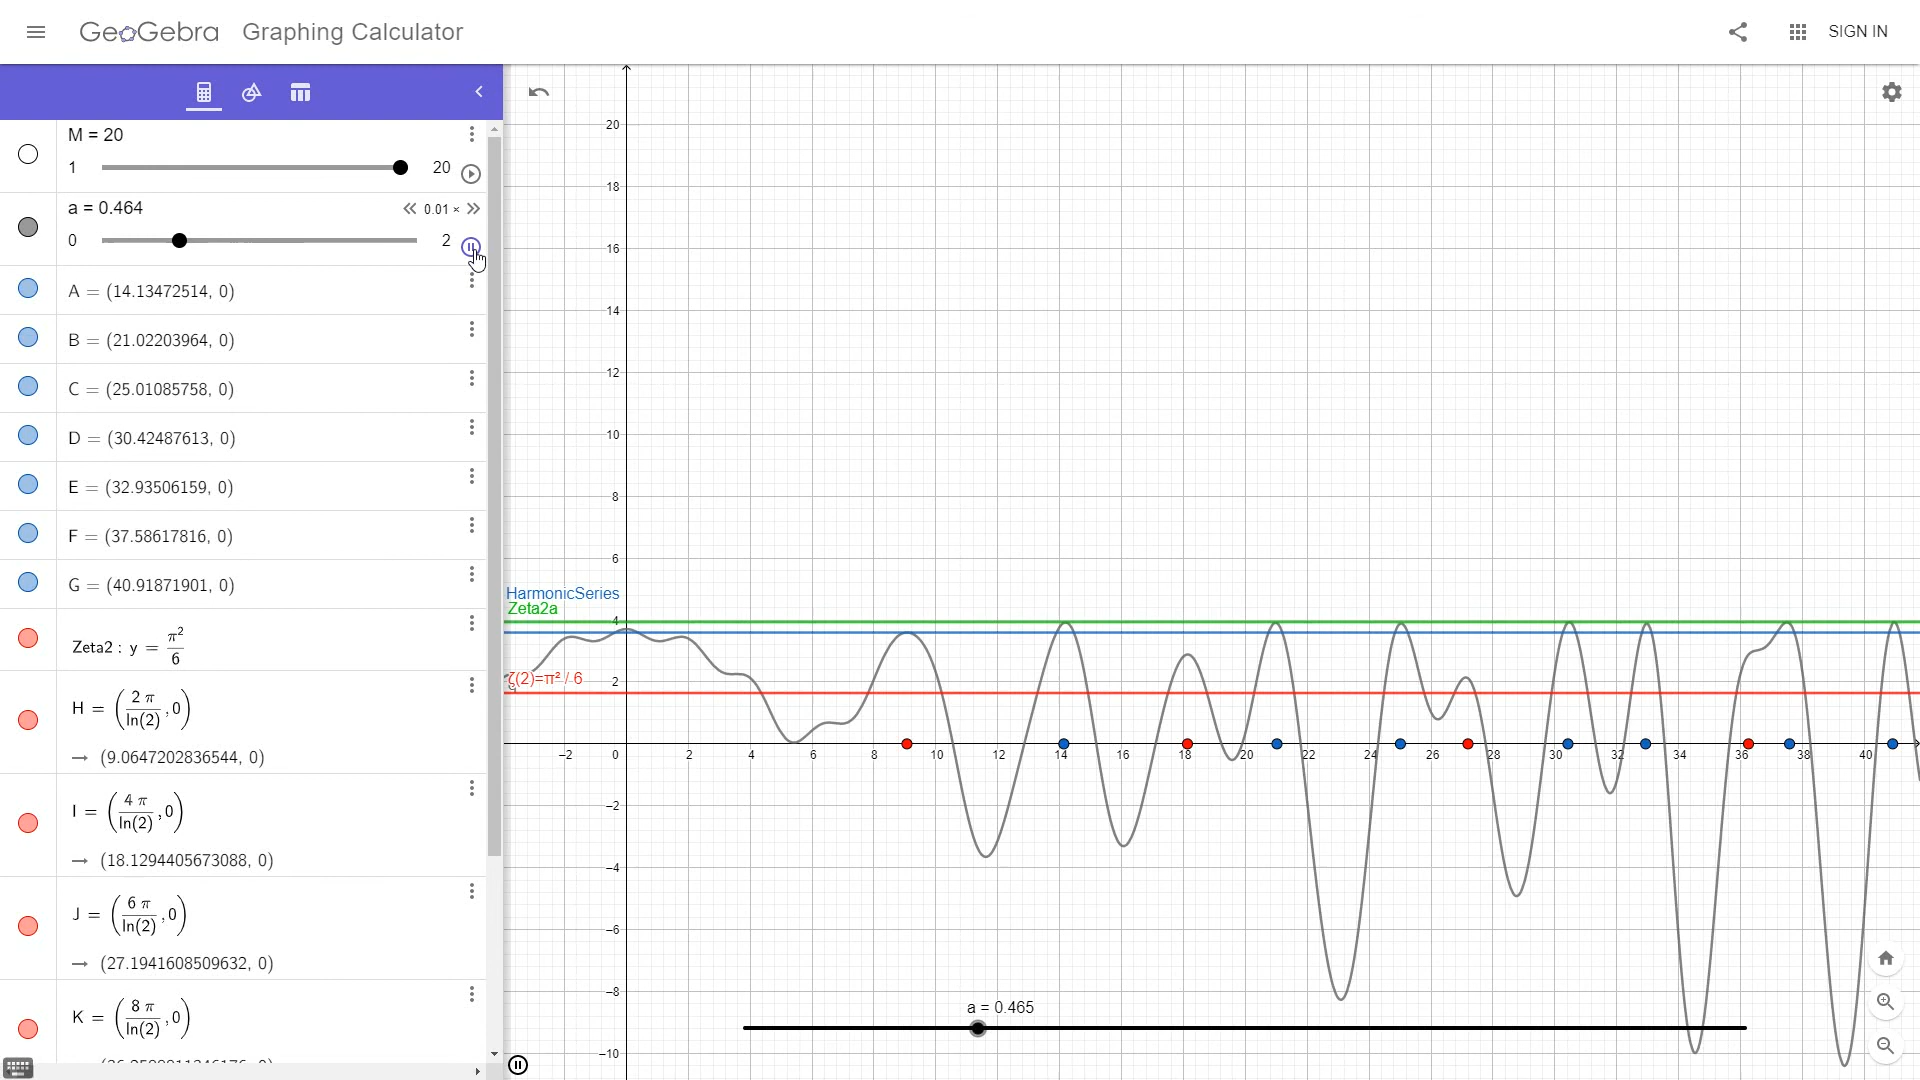 GeoGebra Graphing Calculator
SIGN IN
M = 20
1 20
a = 0.464
0.01 ×
0 2
A = (14.13472514, 0)
B = (21.02203964, 0)
C = (25.01085758, 0)
D = (30.42487613, 0)
E = (32.93506159, 0)
F = (37.58617816, 0)
G = (40.91871901, 0)
Zeta2 : y = π² / 6
H = (2 π / ln(2), 0)
→ (9.0647202836544, 0)
I = (4 π / ln(2), 0)
→ (18.1294405673088, 0)
J = (6 π / ln(2), 0)
→ (27.1941608509632, 0)
K = (8 π / ln(2), 0)
20
18
16
14
12
10
8
6
HarmonicSeries
Zeta2a
4
2
ζ(2)=π² / 6
−2 0 2 4 6 8 10 12 14 16 18 20 22 24 26 28 30 32 34 36 38 40
−2
−4
−6
−8
a = 0.465
−10